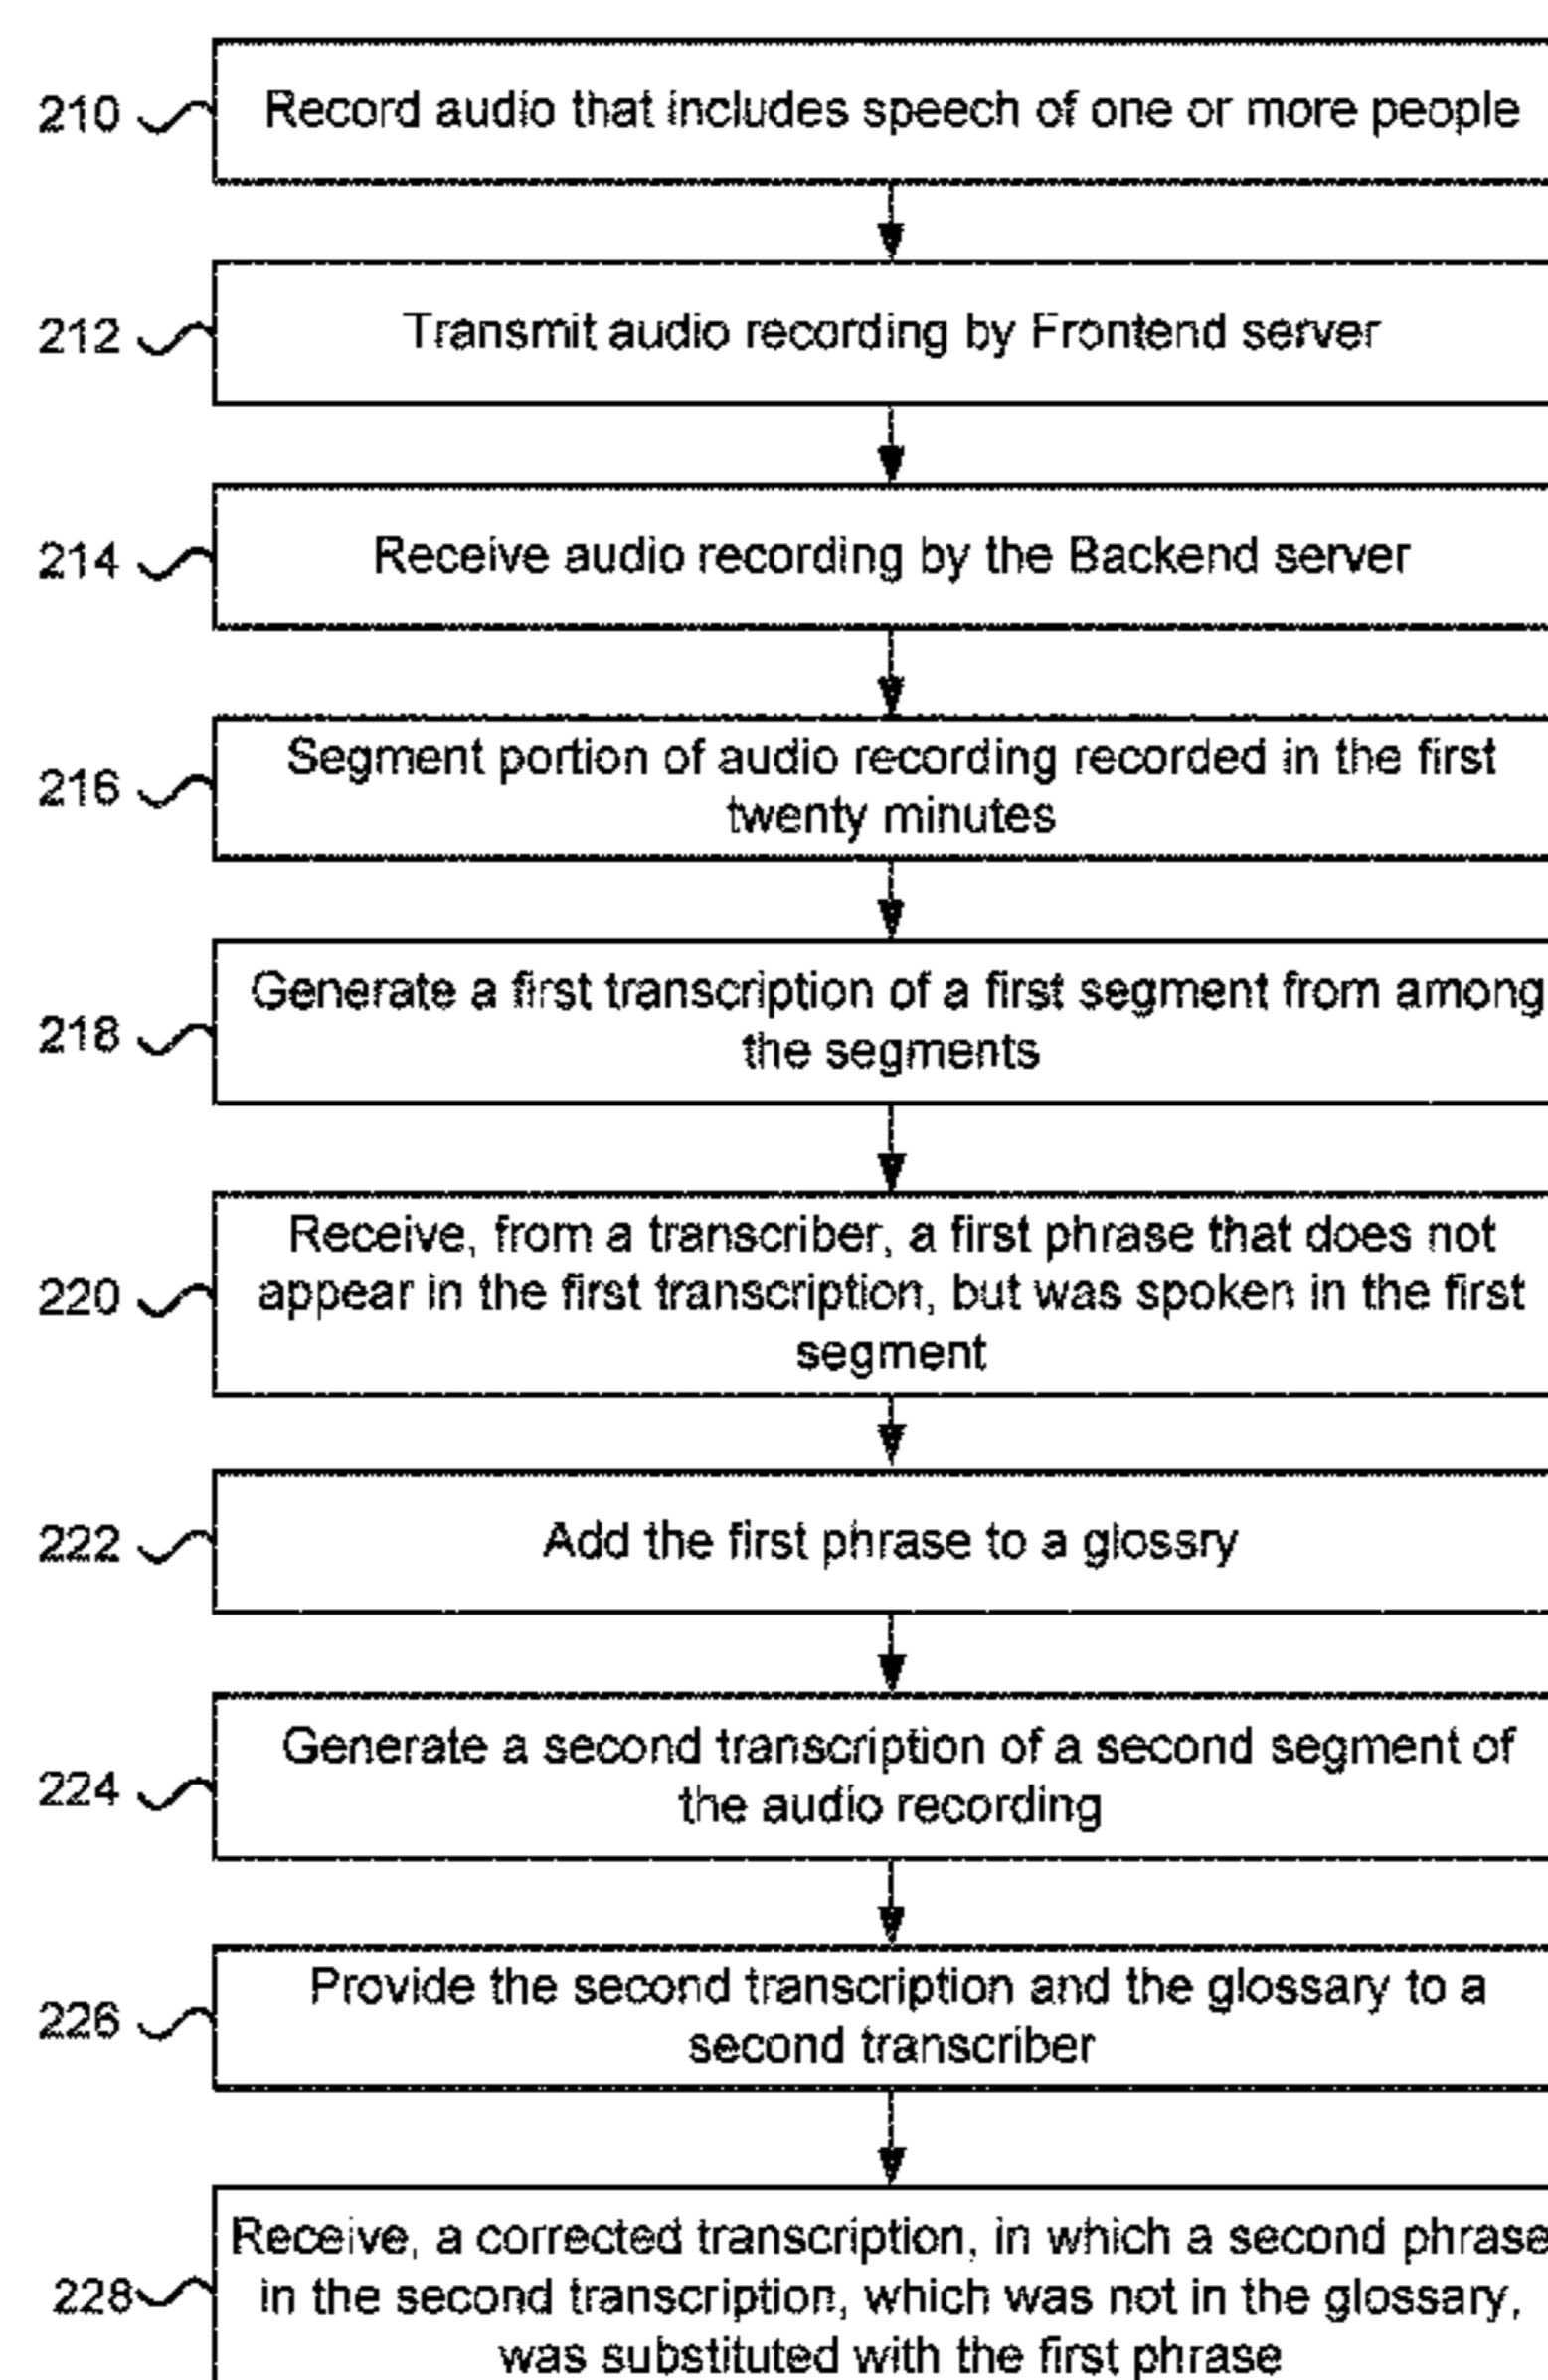 210 Record audio that includes speech of one or more people
212 Transmit audio recording by Frontend server
214 Receive audio recording by the Backend server
216 Segment portion of audio recording recorded in the first
twenty minutes
218 Generate a first transcription of a first segment from among
the segments
220 Receive, from a transcriber, a first phrase that does not
appear in the first transcription, but was spoken in the first
segment
222 Add the first phrase to a glossry
224 Generate a second transcription of a second segment of
the audio recording
226 Provide the second transcription and the glossary to a
second transcriber
228 Receive, a corrected transcription, in which a second phrase
in the second transcription, which was not in the glossary,
was substituted with the first phrase